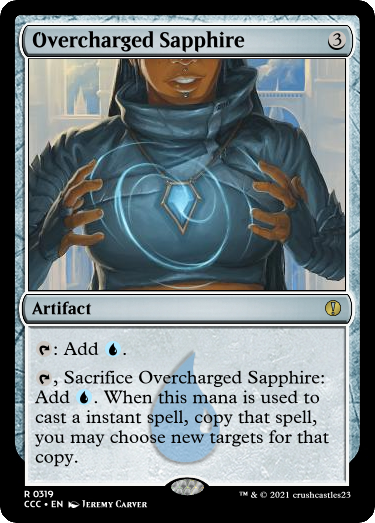 Overcharged Sapphire 3
Artifact
: Add .
, Sacrifice Overcharged Sapphire:
Add . When this mana is used to
cast a instant spell, copy that spell,
you may choose new targets for that
copy.
R 0319
CCC • EN JEREMY CARVER
™ & © 2021 crushcastles23